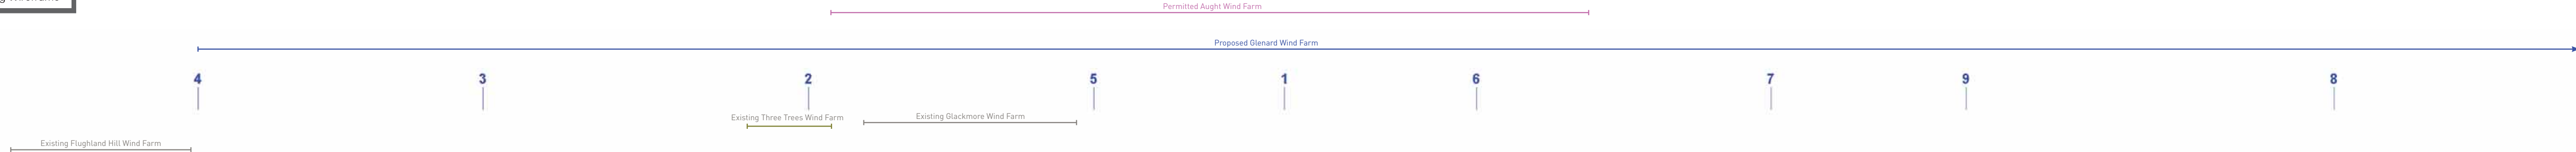 Permitted Aught Wind Farm
Proposed Glenard Wind Farm
4 3 2 5 1 6 7 9 8
Existing Three Trees Wind Farm
Existing Glackmore Wind Farm
Existing Flughland Hill Wind Farm